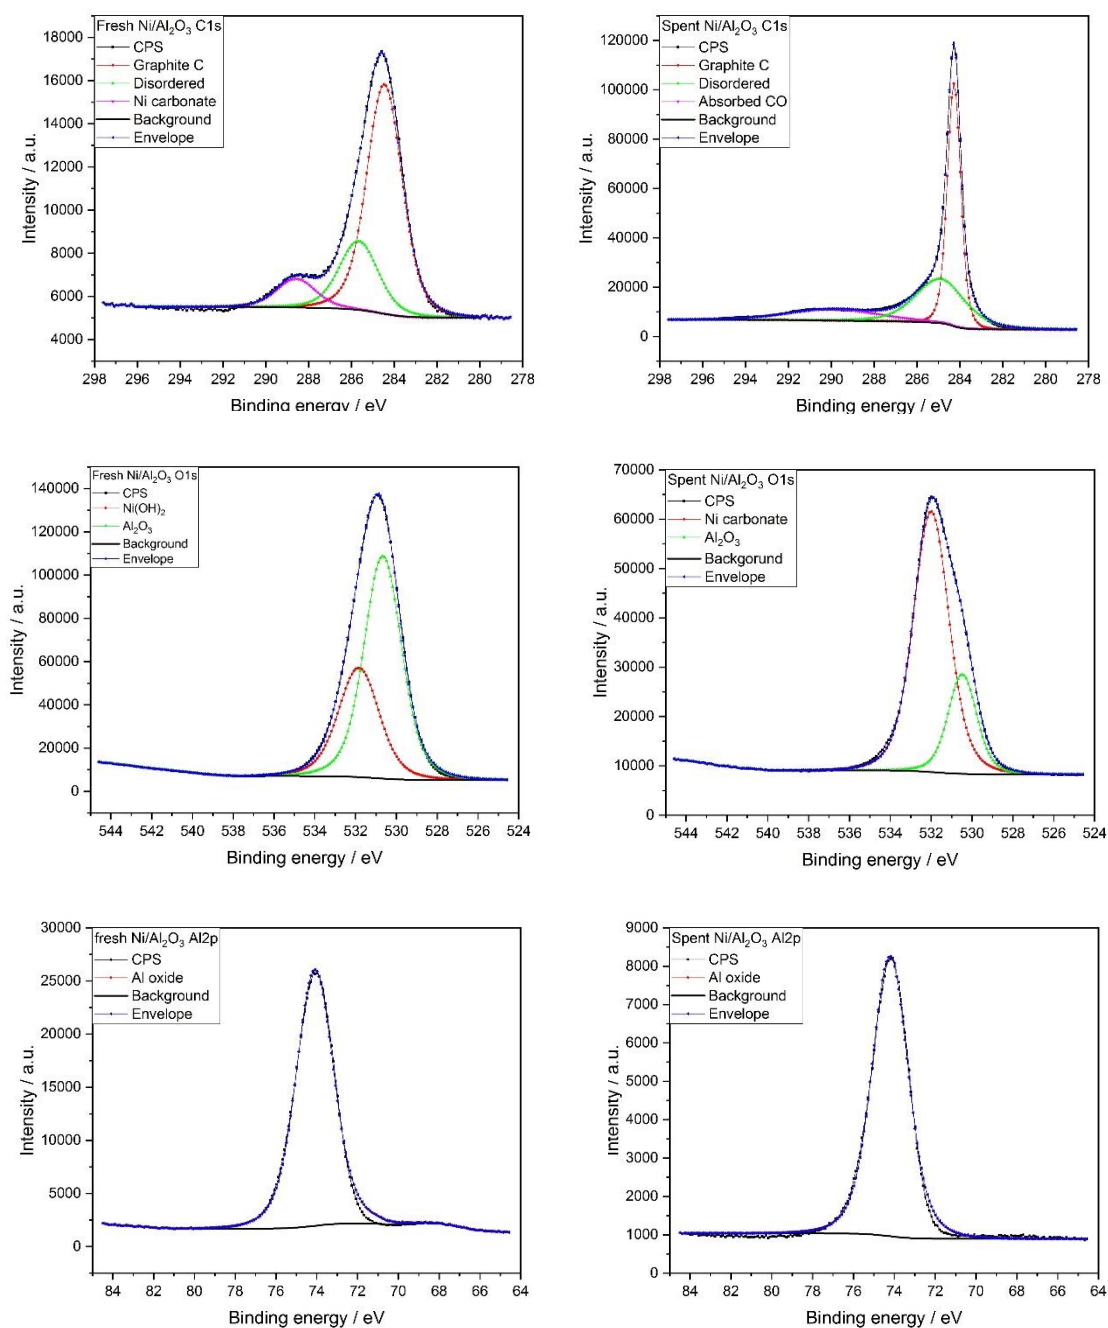 Fresh Ni/Al₂O₃ C1s
CPS
Graphite C
Disordered
Ni carbonate
Background
Envelope
18000
16000
14000
12000
10000
8000
6000
4000
Intensity / a.u.
298 296 294 292 290 288 286 284 282 280 278
Binding energy / eV
Spent Ni/Al₂O₃ C1s
CPS
Graphite C
Disordered
Absorbed CO
Background
Envelope
120000
100000
80000
60000
40000
20000
0
Intensity / a.u.
298 296 294 292 290 288 286 284 282 280 278
Binding energy / eV
Fresh Ni/Al₂O₃ O1s
CPS
Ni(OH)₂
Al₂O₃
Background
Envelope
140000
120000
100000
80000
60000
40000
20000
0
Intensity / a.u.
544 542 540 538 536 534 532 530 528 526 524
Binding energy / eV
Spent Ni/Al₂O₃ O1s
CPS
Ni carbonate
Al₂O₃
Backgorund
Envelope
70000
60000
50000
40000
30000
20000
10000
0
Intensity / a.u.
544 542 540 538 536 534 532 530 528 526 524
Binding energy / eV
fresh Ni/Al₂O₃ Al2p
CPS
Al oxide
Background
Envelope
30000
25000
20000
15000
10000
5000
0
Intensity / a.u.
84 82 80 78 76 74 72 70 68 66 64
Binding energy / eV
Spent Ni/Al₂O₃ Al2p
CPS
Al oxide
Background
Envelope
9000
8000
7000
6000
5000
4000
3000
2000
1000
0
Intensity / a.u.
84 82 80 78 76 74 72 70 68 66 64
Binding energy / eV